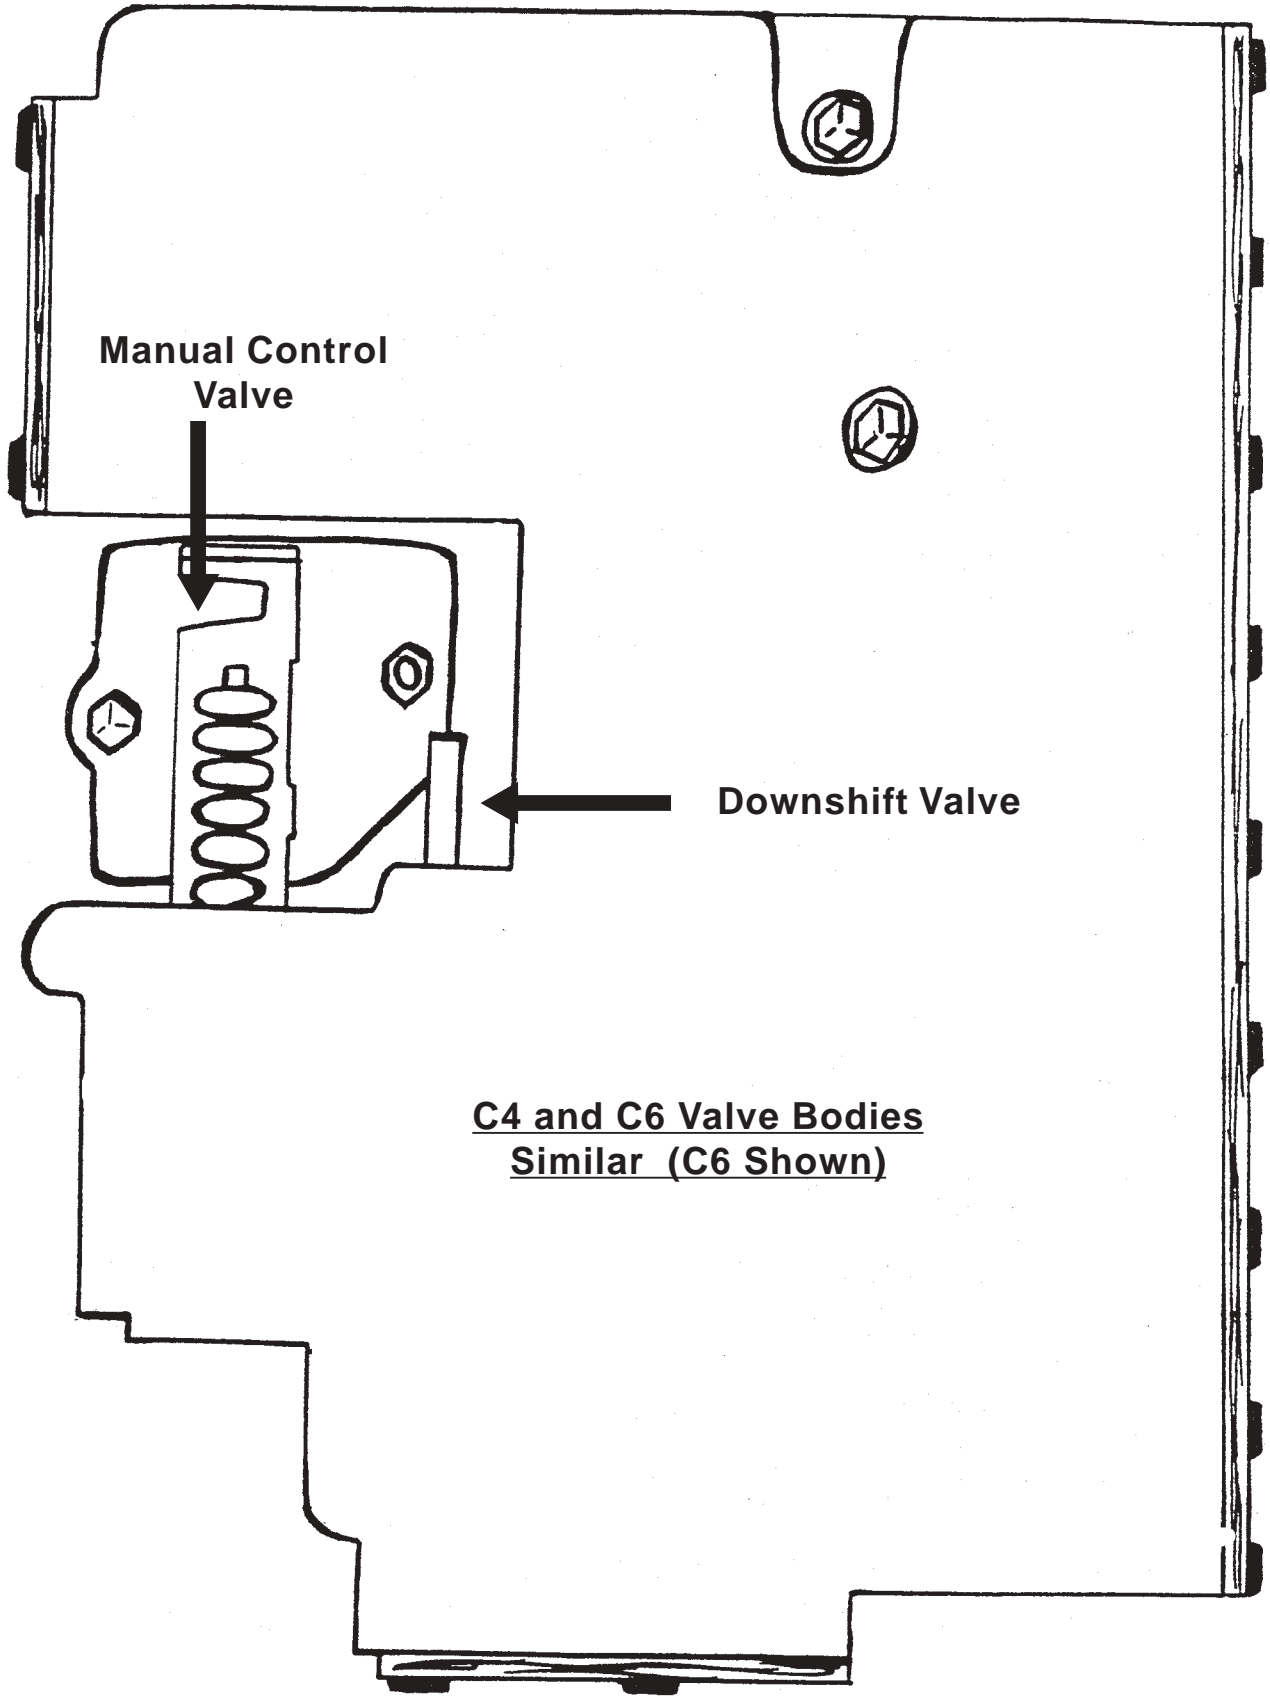 Manual Control
Valve
Downshift Valve
C4 and C6 Valve Bodies
Similar  (C6 Shown)